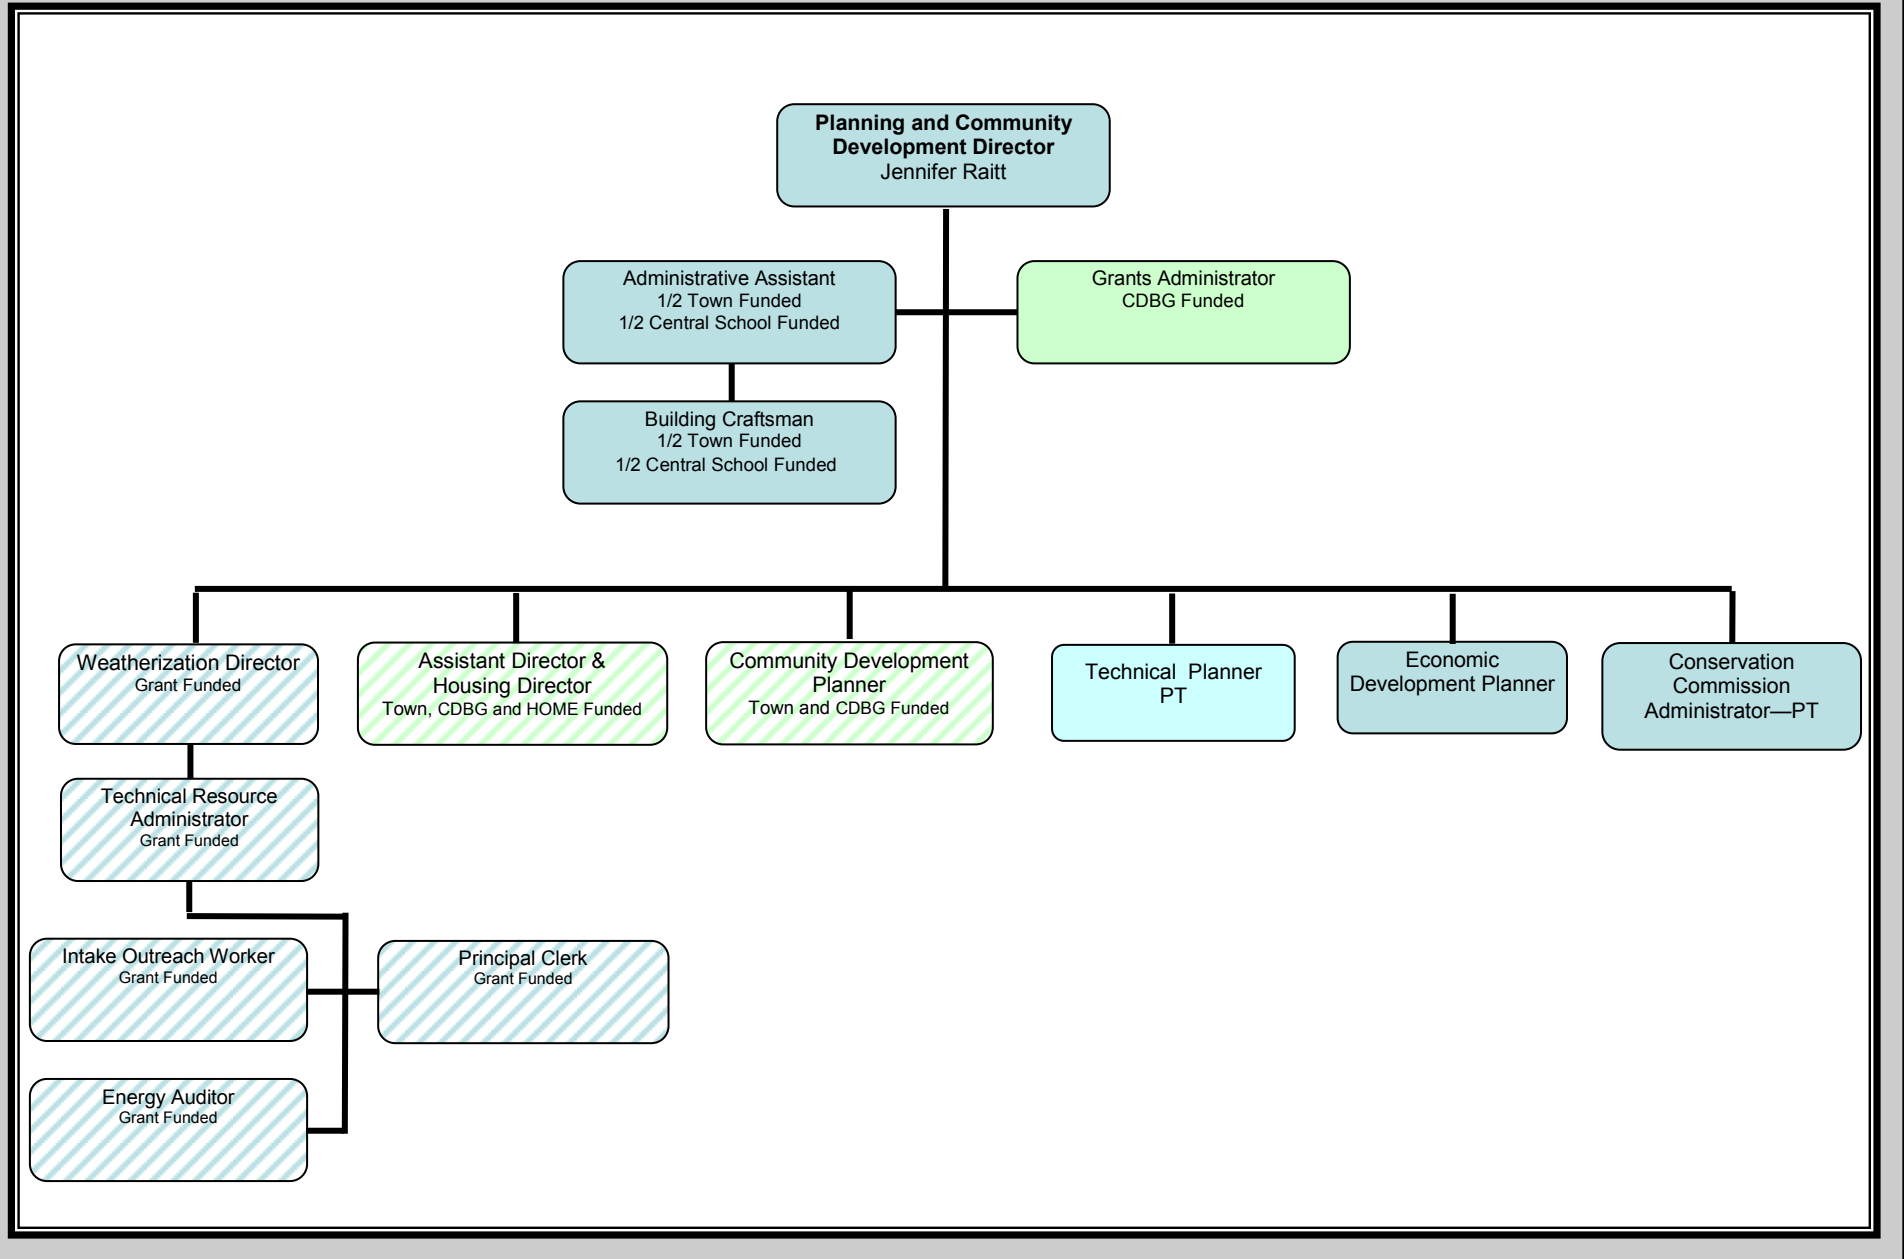 Planning and Community
Development Director
Jennifer Raitt
Administrative Assistant
1/2 Town Funded
1/2 Central School Funded
Grants Administrator
CDBG Funded
Building Craftsman
1/2 Town Funded
1/2 Central School Funded
Weatherization Director
Grant Funded
Assistant Director &
Housing Director
Town, CDBG and HOME Funded
Community Development
Planner
Town and CDBG Funded
Technical Planner
PT
Economic
Development Planner
Conservation
Commission
Administrator—PT
Technical Resource
Administrator
Grant Funded
Intake Outreach Worker
Grant Funded
Principal Clerk
Grant Funded
Energy Auditor
Grant Funded